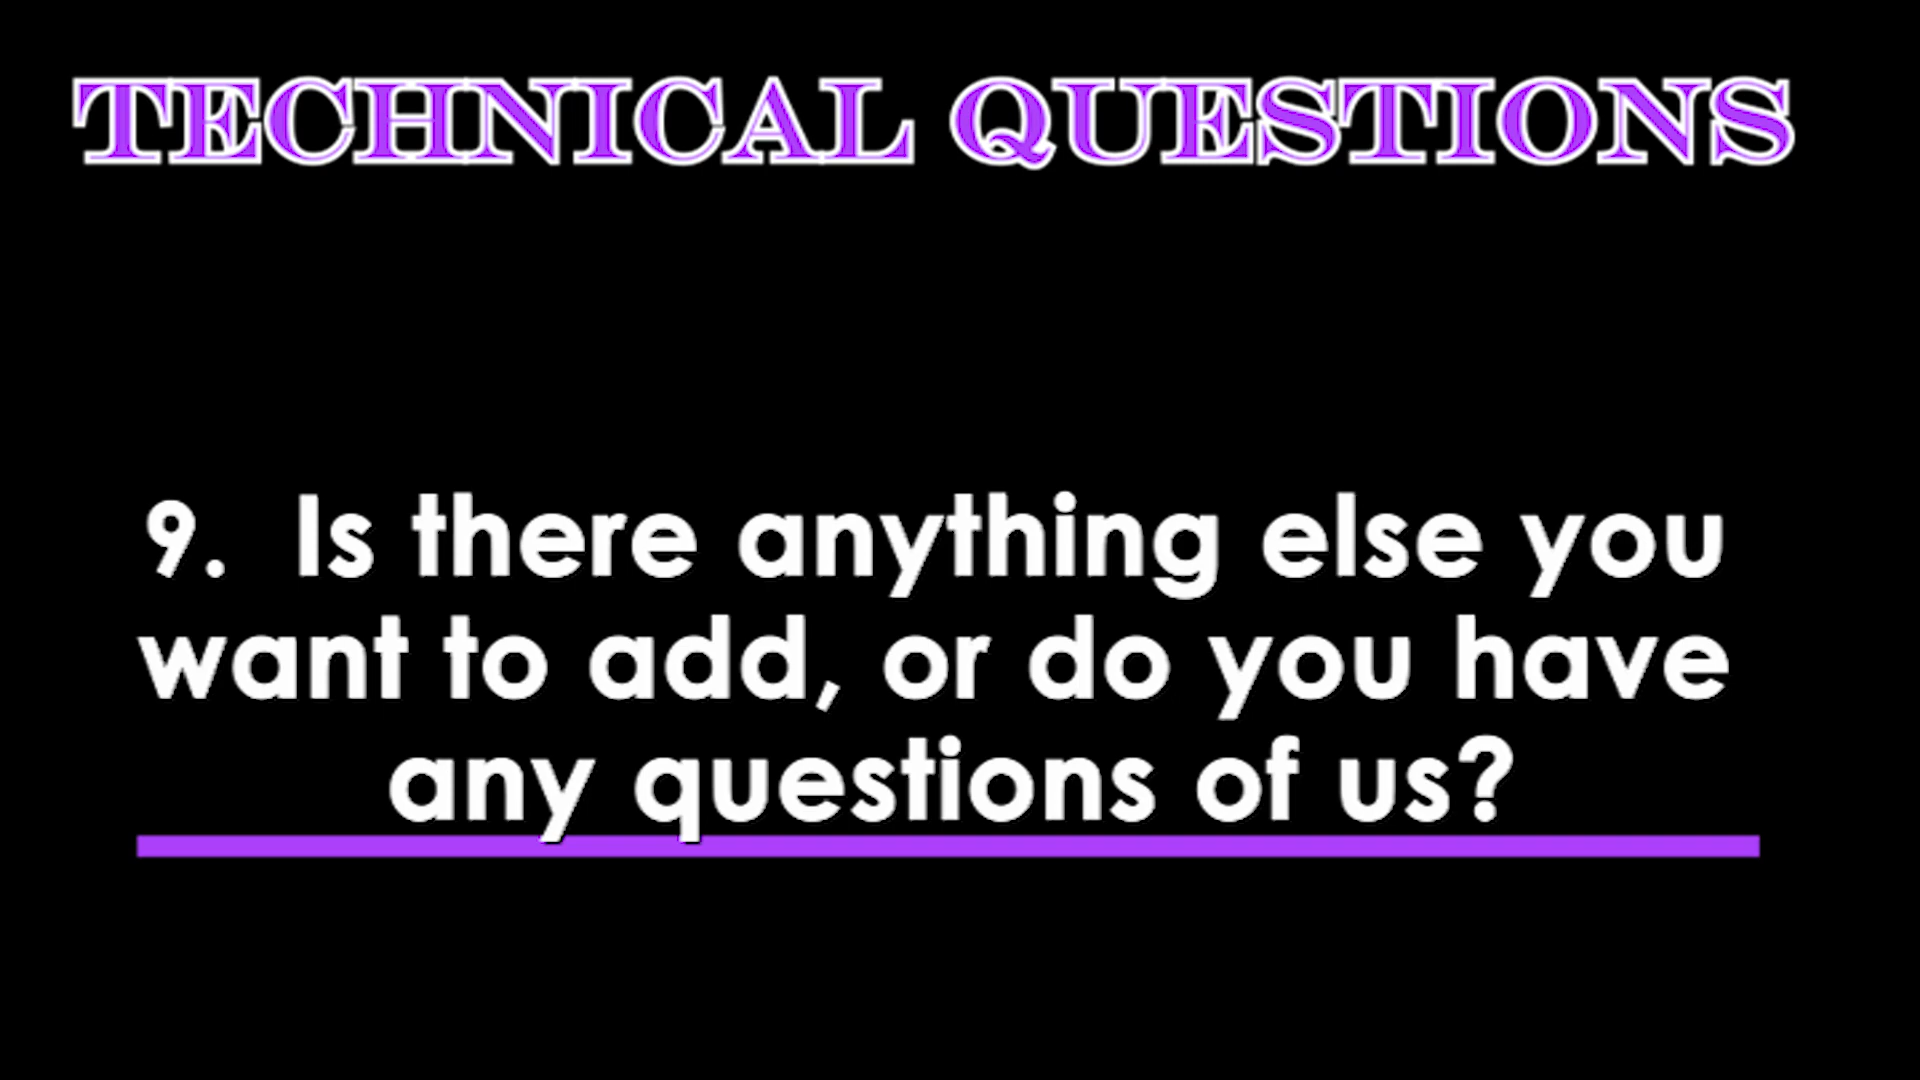 TECHNICAL QUESTIONS
9. Is there anything else you
want to add, or do you have
any questions of us?